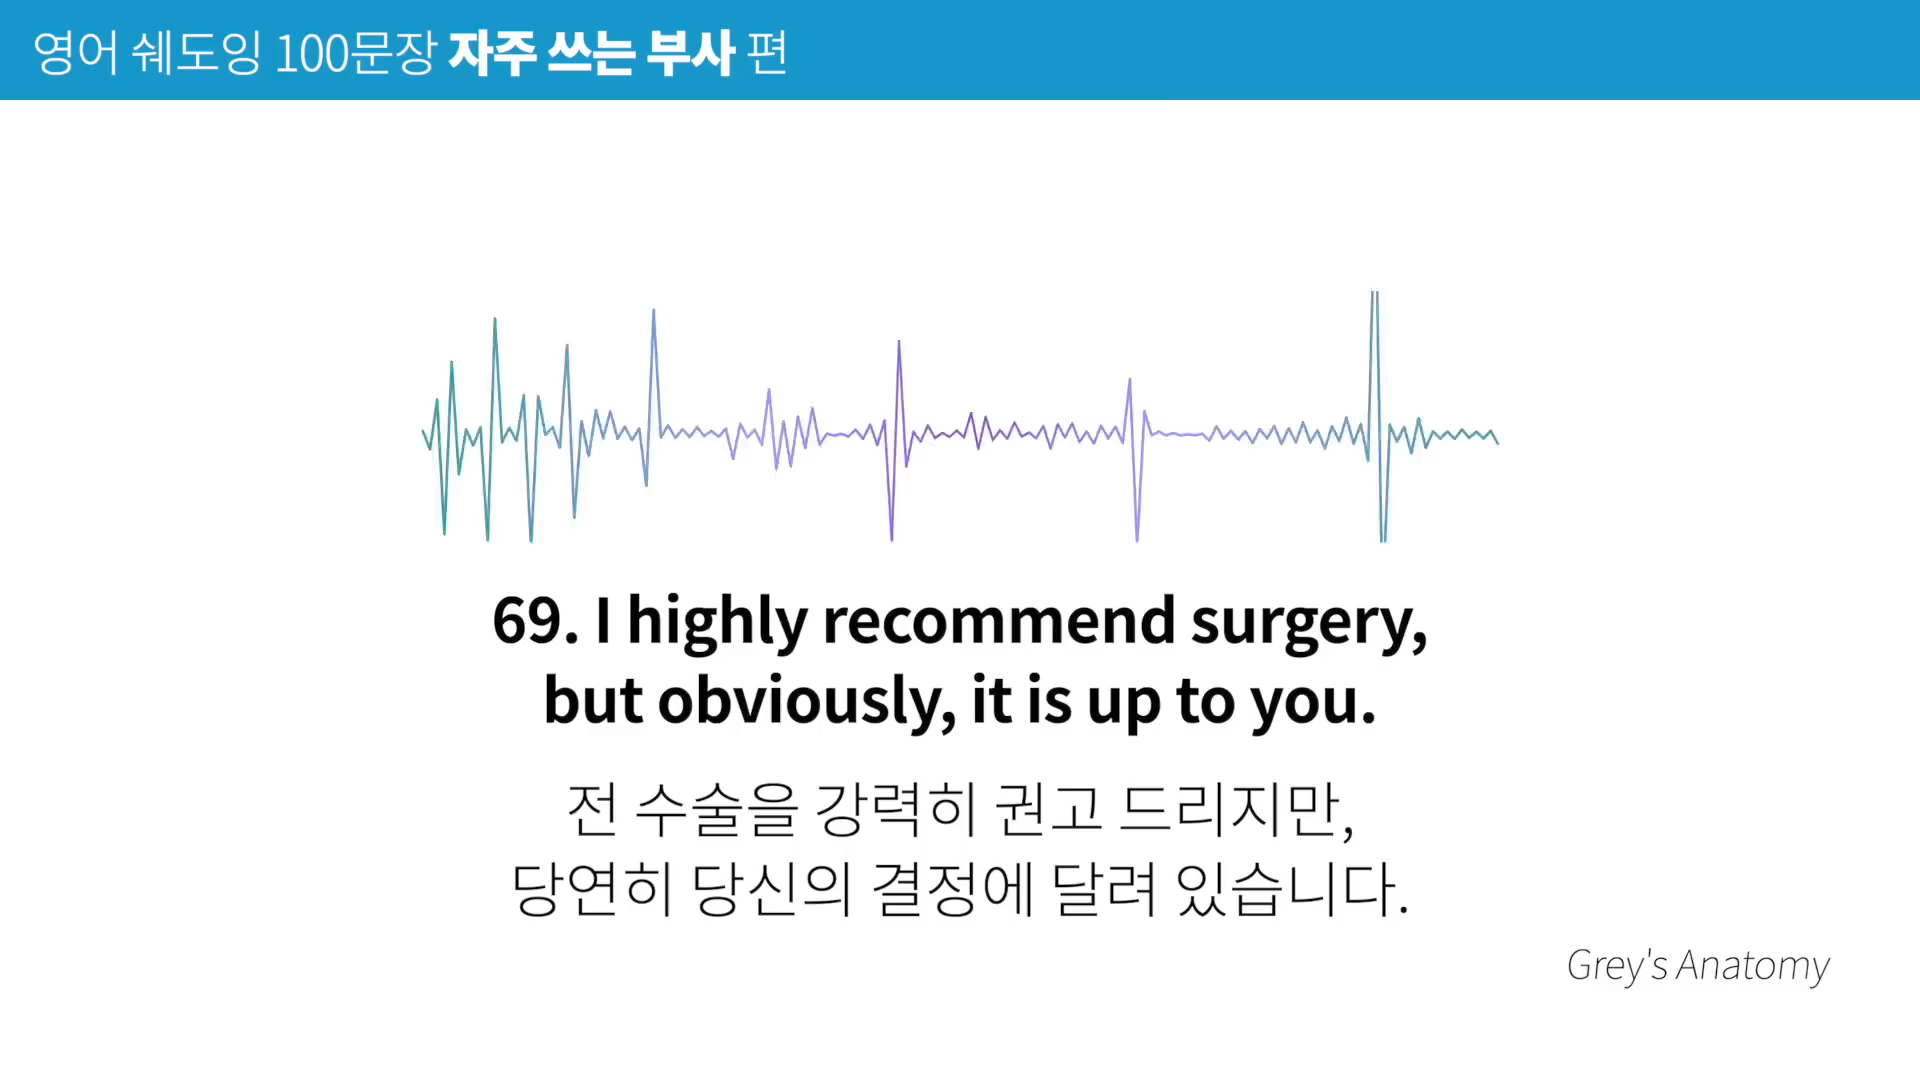 영어 쉐도잉 100문장 자주 쓰는 부사 편
69. I highly recommend surgery,
but obviously, it is up to you.
전 수술을 강력히 권고 드리지만,
당연히 당신의 결정에 달려 있습니다.
Grey's Anatomy